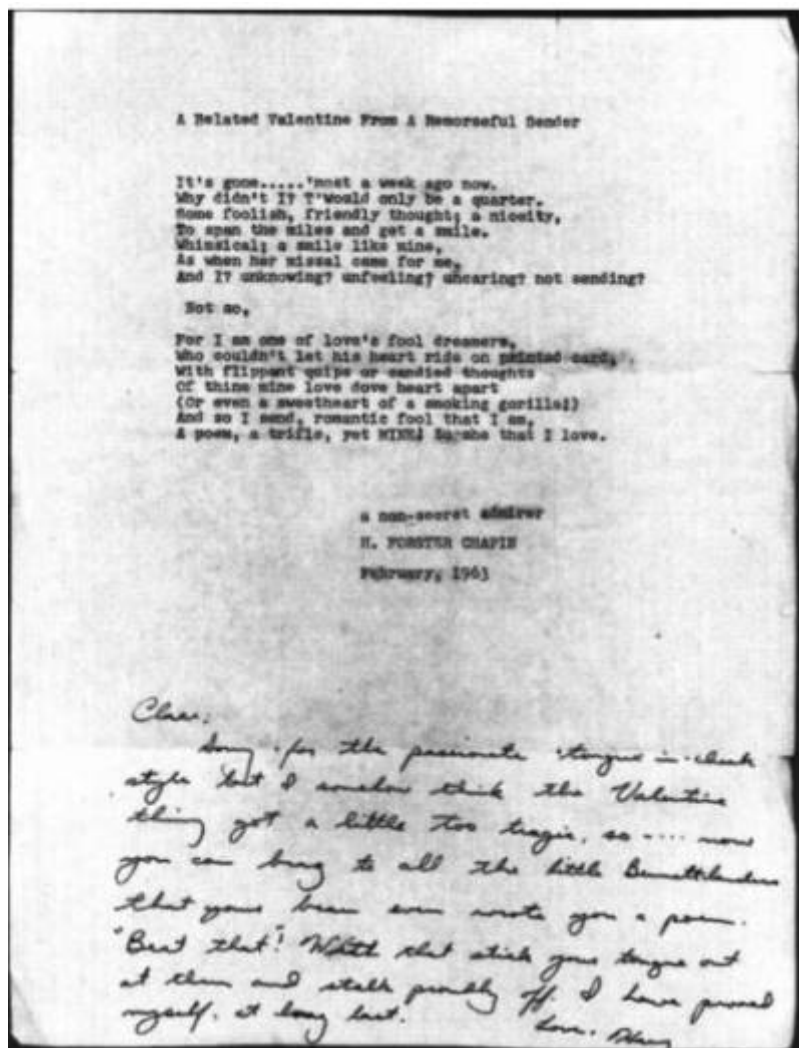 A Belated Valentine From A Remorseful Sender
It's gone.....'most a week ago now.
Why didn't I? T'Would only be a quarter.
Some foolish, friendly thought; a nicety,
To span the miles and get a smile.
Whimsical; a smile like mine,
As when her missal came for me,
And I? unknowing? unfeeling? uncaring? not sending?
Not so,
For I am one of love's fool dreamers,
Who couldn't let his heart ride on printed card,
With flippant quips or candied thoughts
Of thine mine love dove heart apart
(Or even a sweetheart of a smoking gorilla!)
And so I send, romantic fool that I am,
A poem, a trifle, yet MINE! To she that I love.
a non-secret admirer
H. FORSTER CHAPIN
February, 1963
Clare,
Sorry for the passionate tongue in cheek
style but I somehow think the Valentine
thing got a little too tragic, so .... now
you can brag to all the little
that your beau even wrote you a poem.
"Beat that"! With that stick your tongue out
at them and stalk proudly off. I have proved
myself, at long last.
Love, Harry